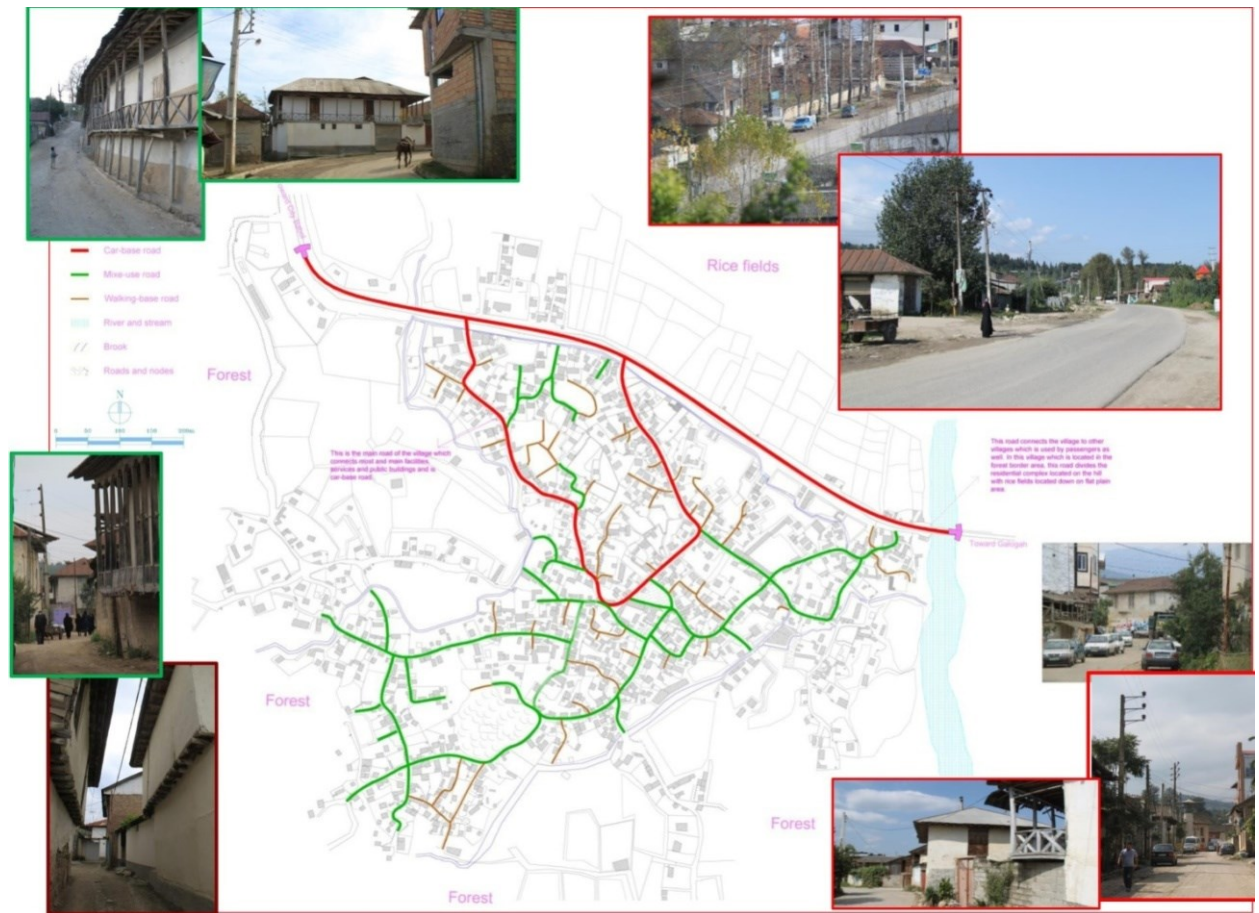 Car-base road
Mixe-use road
Walking-base road
River and stream
Brook
Roads and nodes
N
0
50
Rice fields
Forest
This is the main road of the village which
connects most and main facilities,
services and public buildings and is
car-base road.
This road connects the village to other
villages which is used by passengers as
well. In this village which is located in the
forest border area, this road divides the
residential complex located on the hill
with rice fields located down on flat plain
area.
Toward
Forest
Forest
Forest